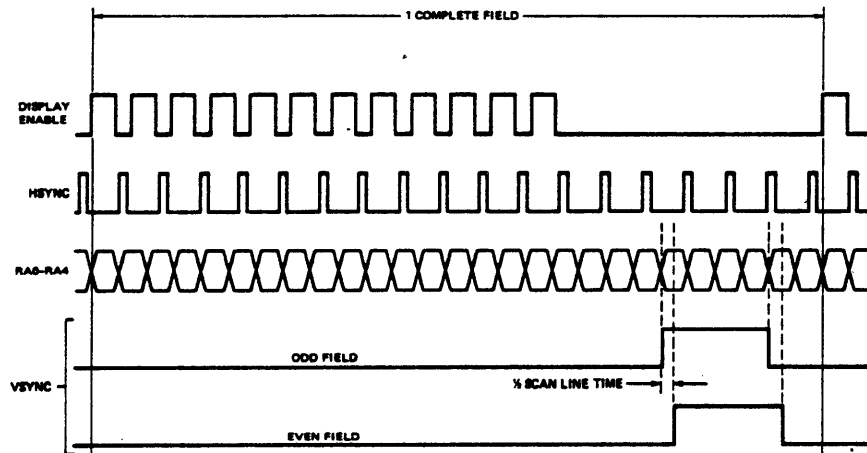 1 COMPLETE FIELD
DISPLAY
ENABLE
HSYNC
RA0-RA4
ODD FIELD
VSYNC
½ SCAN LINE TIME
EVEN FIELD